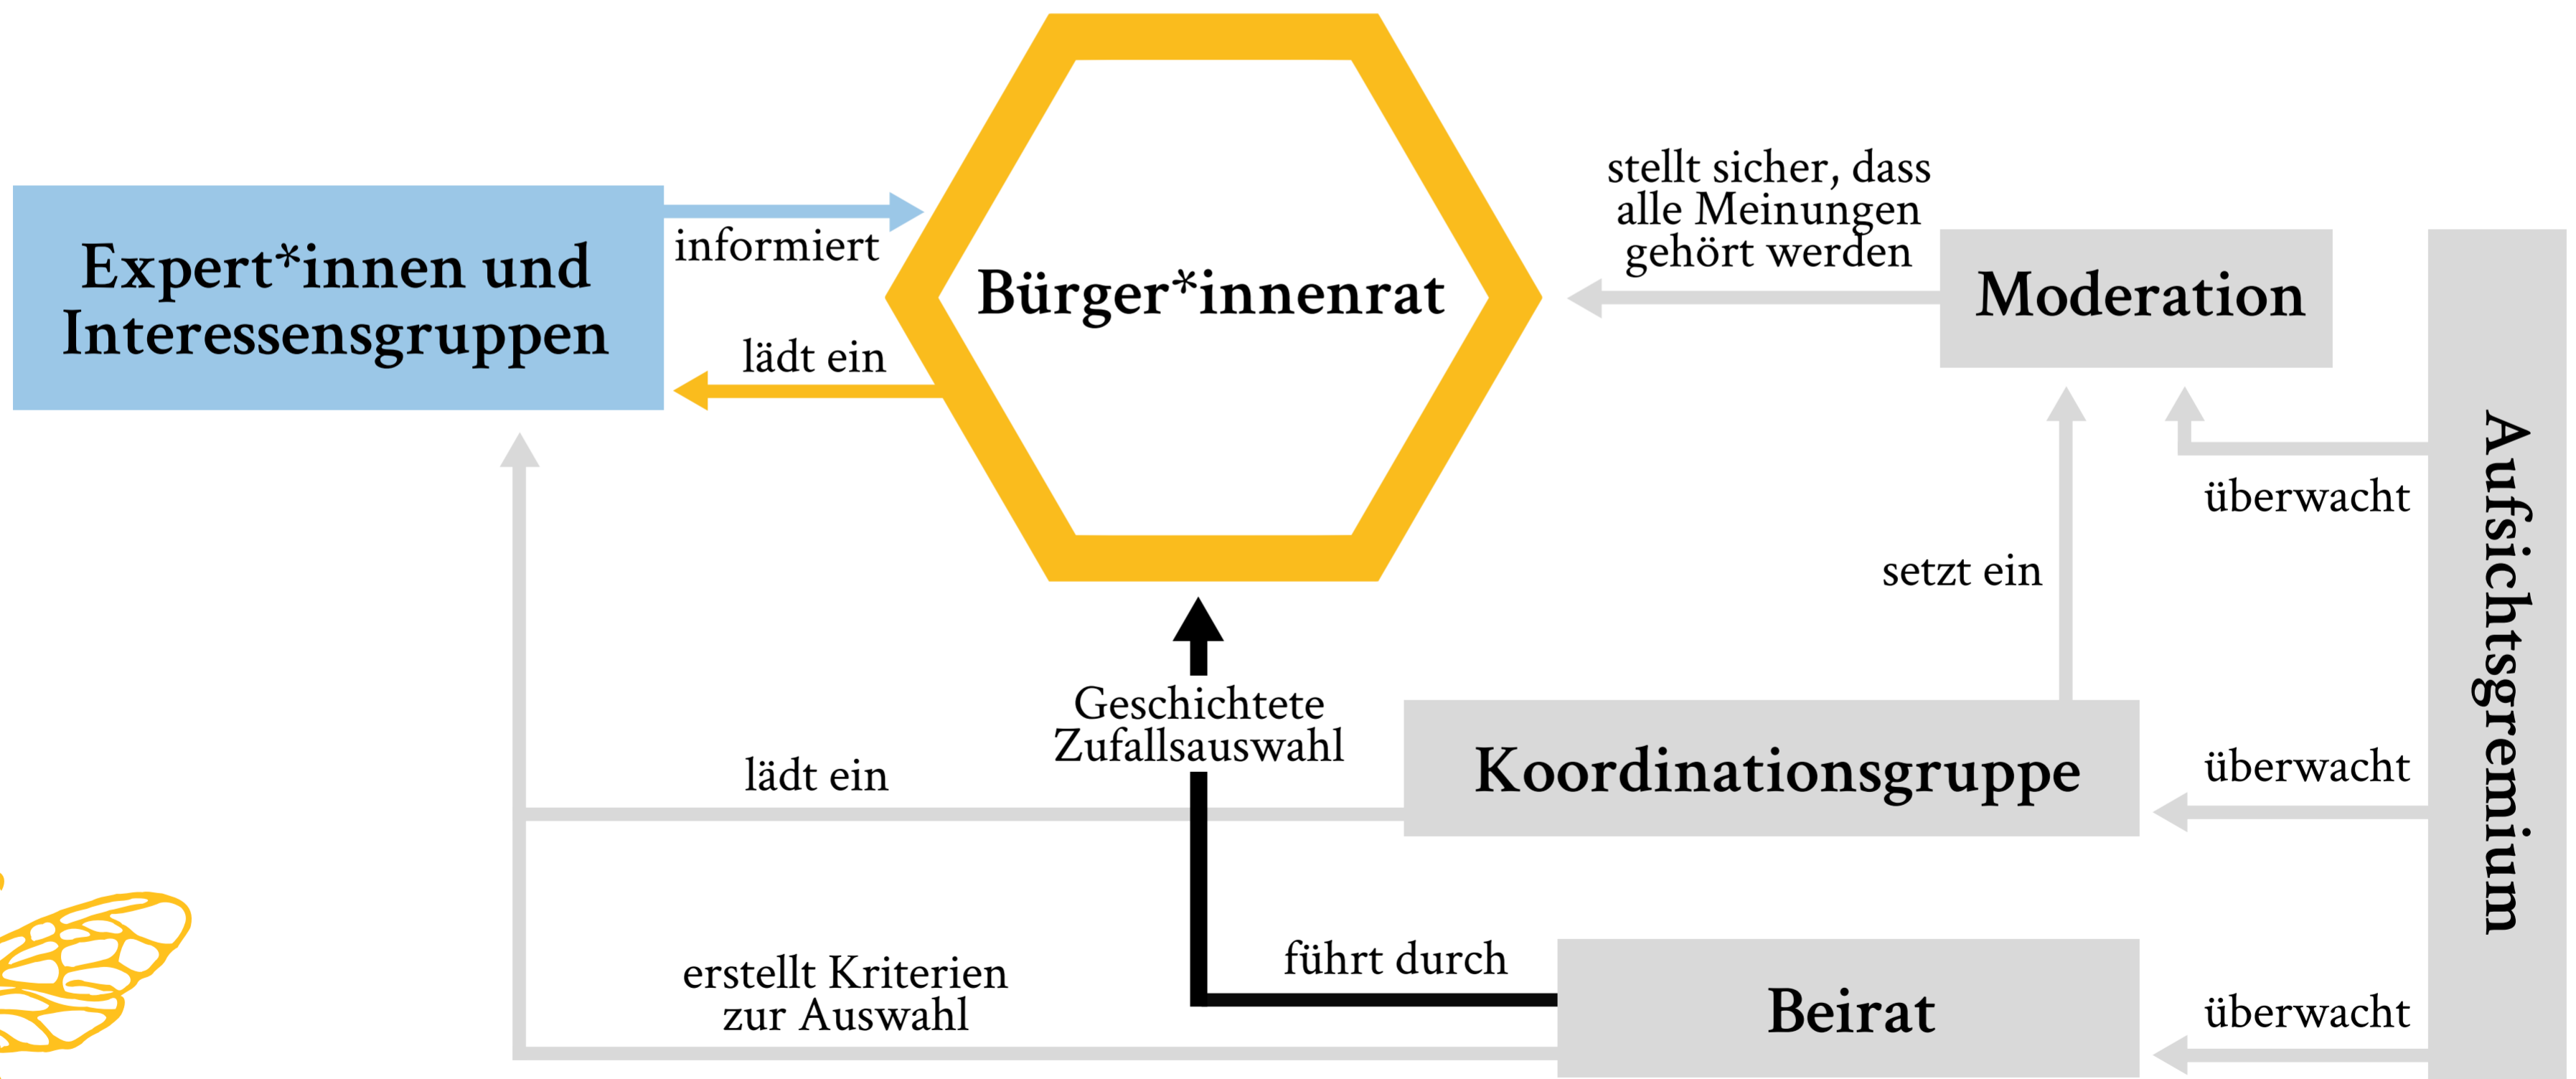 Expert*innen und
Interessensgruppen
informiert
lädt ein
Bürger*innenrat
stellt sicher, dass
alle Meinungen
gehört werden
Moderation
Aufsichtsgremium
überwacht
setzt ein
Geschichtete
Zufallsauswahl
lädt ein
Koordinationsgruppe
überwacht
erstellt Kriterien
zur Auswahl
führt durch
Beirat
überwacht